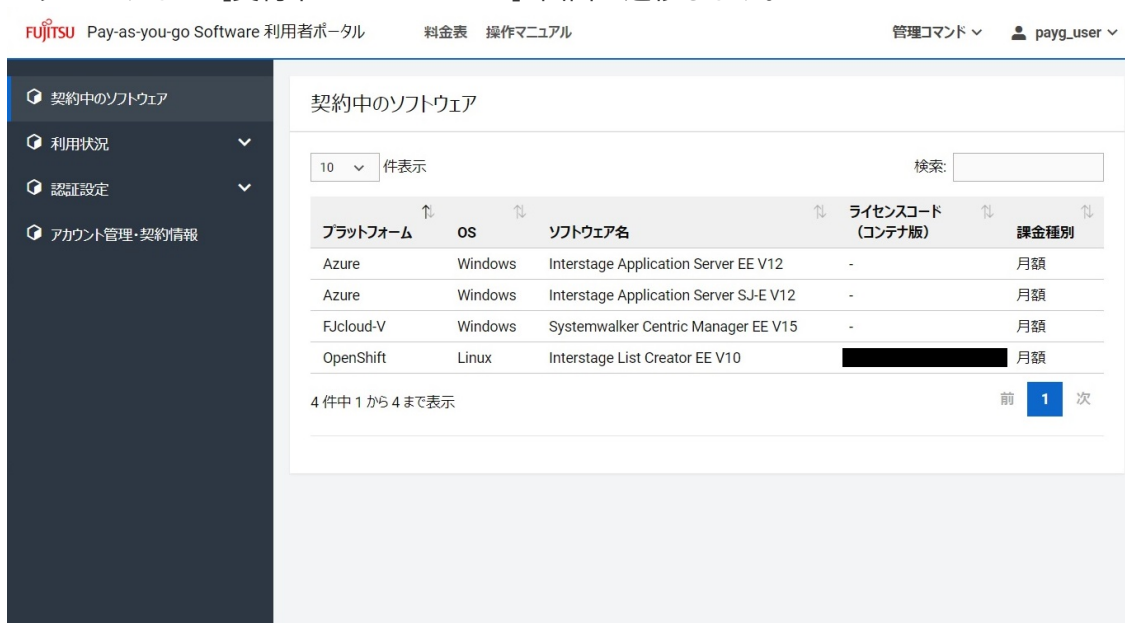 FUJITSU Pay-as-you-go Software 利用者ポータル 料金表 操作マニュアル 管理コマンド payg_user
契約中のソフトウェア
利用状況
認証設定
アカウント管理・契約情報
契約中のソフトウェア
10 件表示 検索:
プラットフォーム OS ソフトウェア名 ライセンスコード（コンテナ版） 課金種別
Azure Windows Interstage Application Server EE V12 - 月額
Azure Windows Interstage Application Server SJ-E V12 - 月額
FJcloud-V Windows Systemwalker Centric Manager EE V15 - 月額
OpenShift Linux Interstage List Creator EE V10 月額
4 件中 1 から 4 まで表示 前 1 次